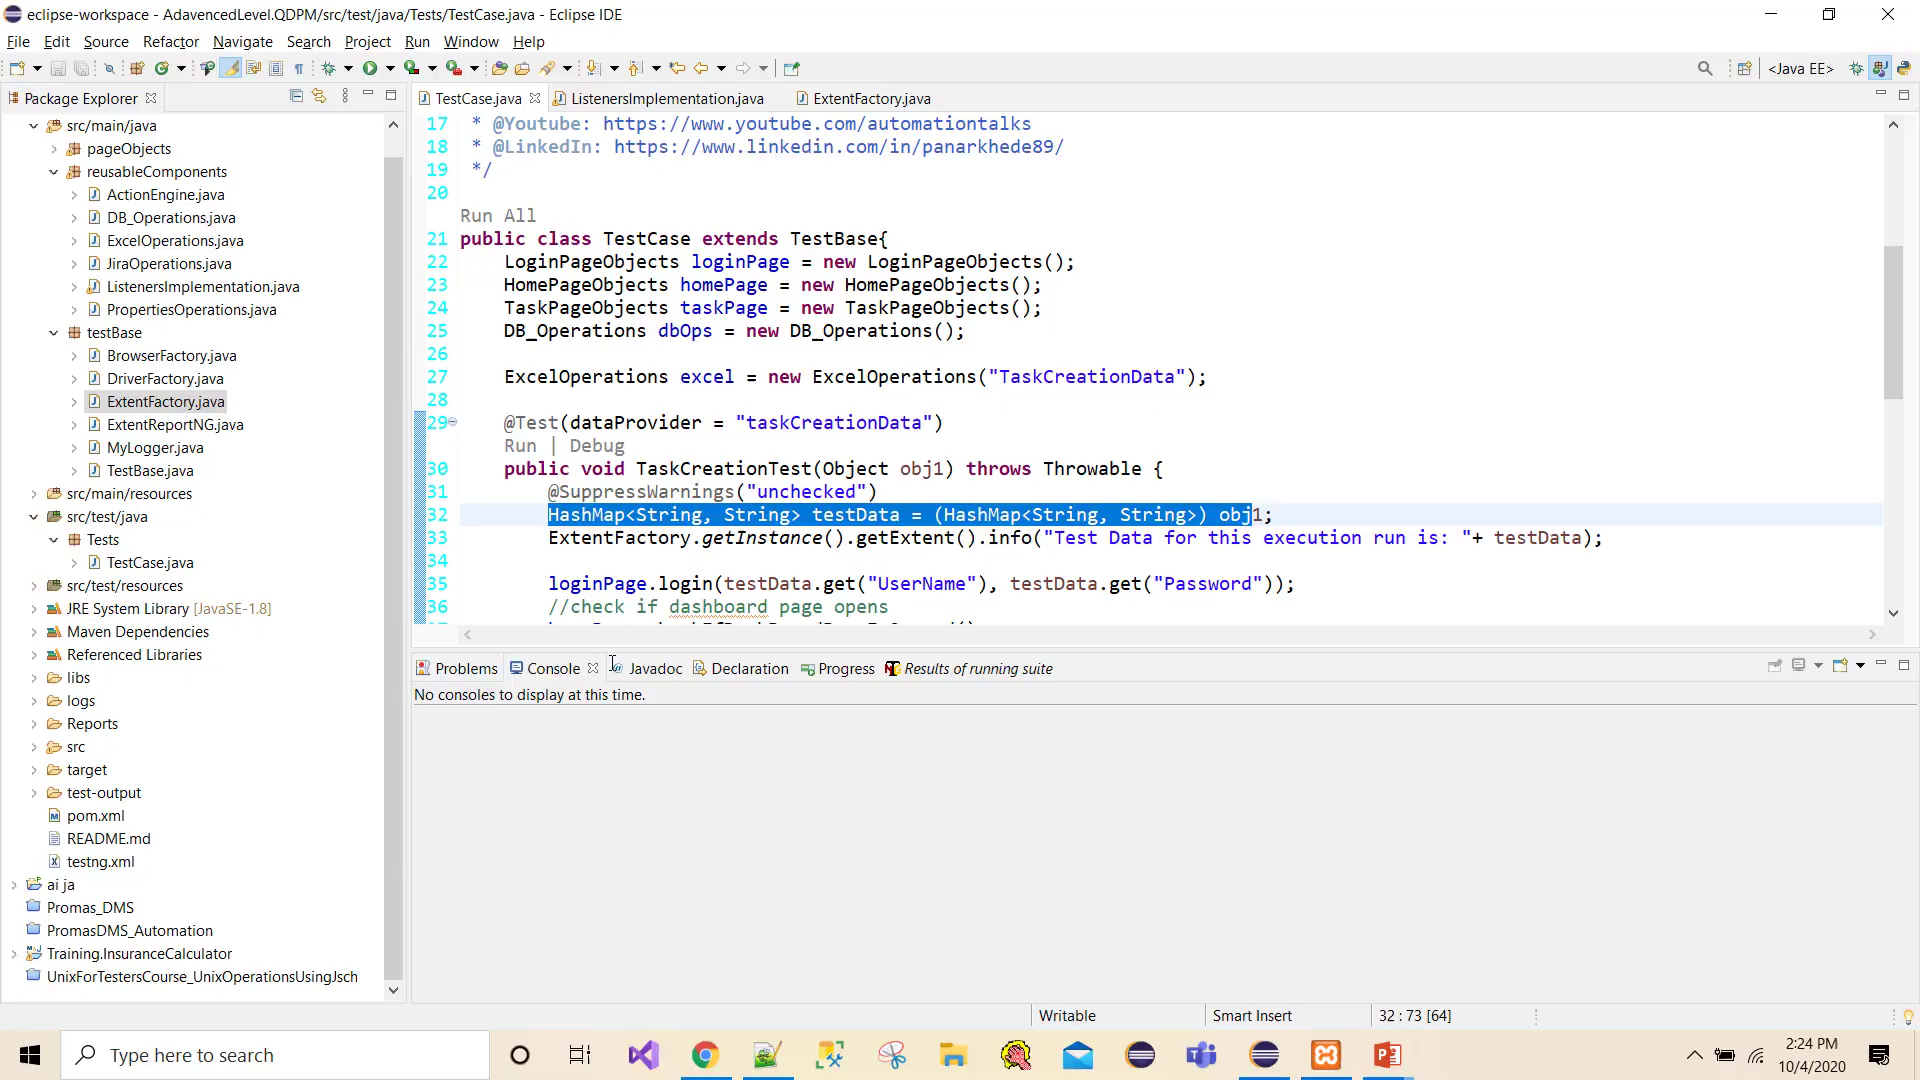 eclipse-workspace - AdavencedLevel.QDPM/src/test/java/Tests/TestCase.java - Eclipse IDE
File Edit Source Refactor Navigate Search Project Run Window Help
<Java EE>
Package Explorer
TestCase.java ListenersImplementation.java ExtentFactory.java
src/main/java
pageObjects
reusableComponents
ActionEngine.java
DB_Operations.java
ExcelOperations.java
JiraOperations.java
ListenersImplementation.java
PropertiesOperations.java
testBase
BrowserFactory.java
DriverFactory.java
ExtentFactory.java
ExtentReportNG.java
MyLogger.java
TestBase.java
src/main/resources
src/test/java
Tests
TestCase.java
src/test/resources
JRE System Library [JavaSE-1.8]
Maven Dependencies
Referenced Libraries
libs
logs
Reports
src
target
test-output
pom.xml
README.md
testng.xml
ai ja
Promas_DMS
PromasDMS_Automation
Training.InsuranceCalculator
UnixForTestersCourse_UnixOperationsUsingJsch
17 * @Youtube: https://www.youtube.com/automationtalks
18 * @LinkedIn: https://www.linkedin.com/in/panarkhede89/
19 */
20
Run All
21 public class TestCase extends TestBase{
22 LoginPageObjects loginPage = new LoginPageObjects();
23 HomePageObjects homePage = new HomePageObjects();
24 TaskPageObjects taskPage = new TaskPageObjects();
25 DB_Operations dbOps = new DB_Operations();
26
27 ExcelOperations excel = new ExcelOperations("TaskCreationData");
28
29 @Test(dataProvider = "taskCreationData")
Run | Debug
30 public void TaskCreationTest(Object obj1) throws Throwable {
31 @SuppressWarnings("unchecked")
32 HashMap<String, String> testData = (HashMap<String, String>) obj1;
33 ExtentFactory.getInstance().getExtent().info("Test Data for this execution run is: "+ testData);
34
35 loginPage.login(testData.get("UserName"), testData.get("Password"));
36 //check if dashboard page opens
Problems Console Javadoc Declaration Progress Results of running suite
No consoles to display at this time.
Writable Smart Insert 32 : 73 [64]
Type here to search
2:24 PM
10/4/2020